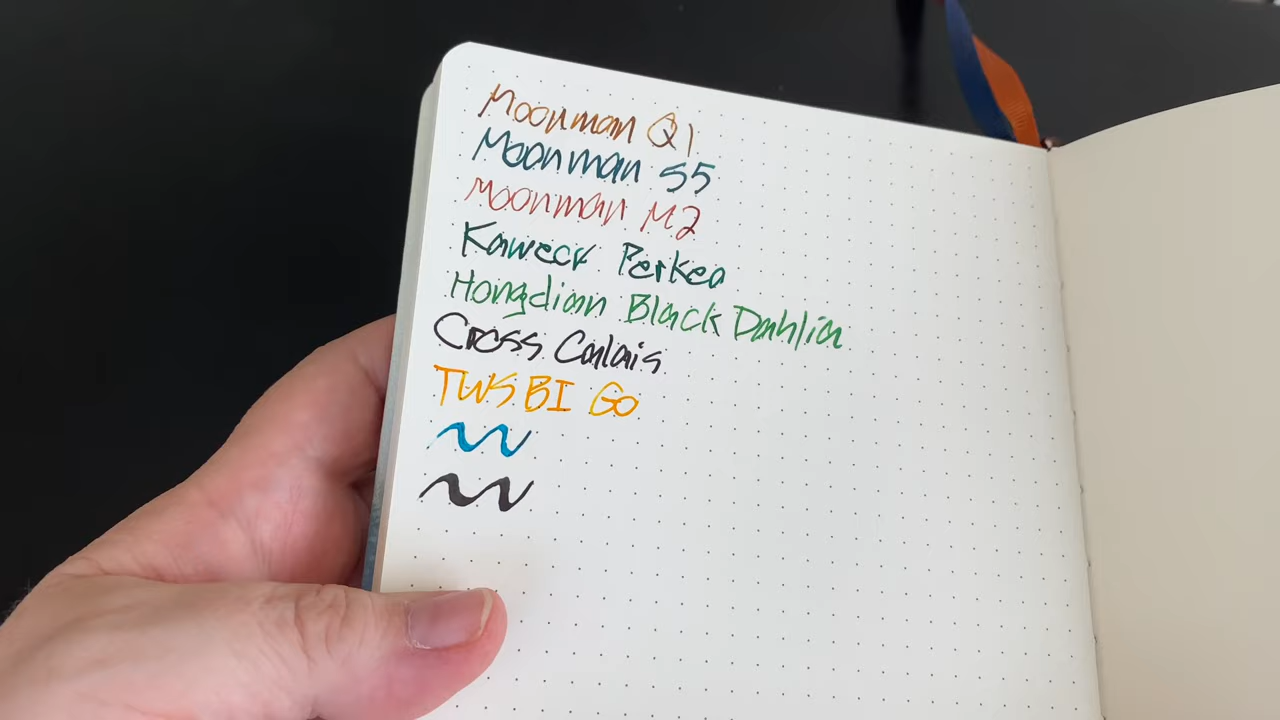 Moonman Q1
Moonman S5
Moonman M2
Kaweco Perkeo
Hongdian Black Dahlia
Cross Calais
TWSBI Go